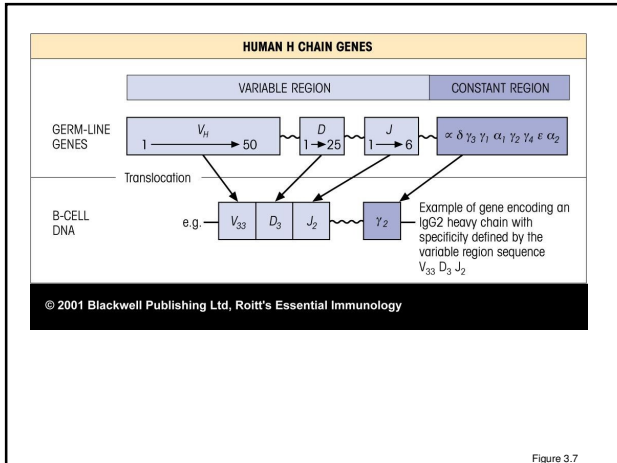 HUMAN H CHAIN GENES
VARIABLE REGION
CONSTANT REGION
GERM-LINE
GENES
V_H
1 → 50
D
1 → 25
J
1 → 6
∝ δ γ₃ γ₁ α₁ γ₂ γ₄ ε α₂
Translocation
B-CELL
DNA
e.g.
V₃₃
D₃
J₂
γ₂
Example of gene encoding an
IgG2 heavy chain with
specificity defined by the
variable region sequence
V₃₃ D₃ J₂
© 2001 Blackwell Publishing Ltd, Roitt's Essential Immunology
Figure 3.7